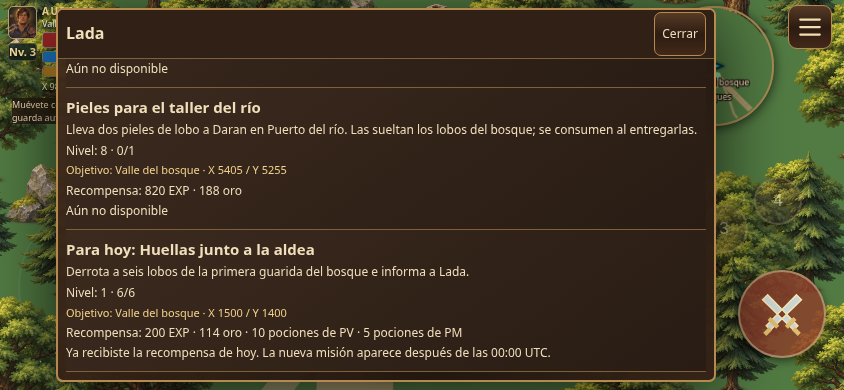 Lada
Cerrar
Aún no disponible
Pieles para el taller del río
Lleva dos pieles de lobo a Daran en Puerto del río. Las sueltan los lobos del bosque; se consumen al entregarlas.
Nivel: 8 · 0/1
Objetivo: Valle del bosque · X 5405 / Y 5255
Recompensa: 820 EXP · 188 oro
Aún no disponible
Para hoy: Huellas junto a la aldea
Derrota a seis lobos de la primera guarida del bosque e informa a Lada.
Nivel: 1 · 6/6
Objetivo: Valle del bosque · X 1500 / Y 1400
Recompensa: 200 EXP · 114 oro · 10 pociones de PV · 5 pociones de PM
Ya recibiste la recompensa de hoy. La nueva misión aparece después de las 00:00 UTC.
Nv. 3
Muévete
guarda
bosque
4
3